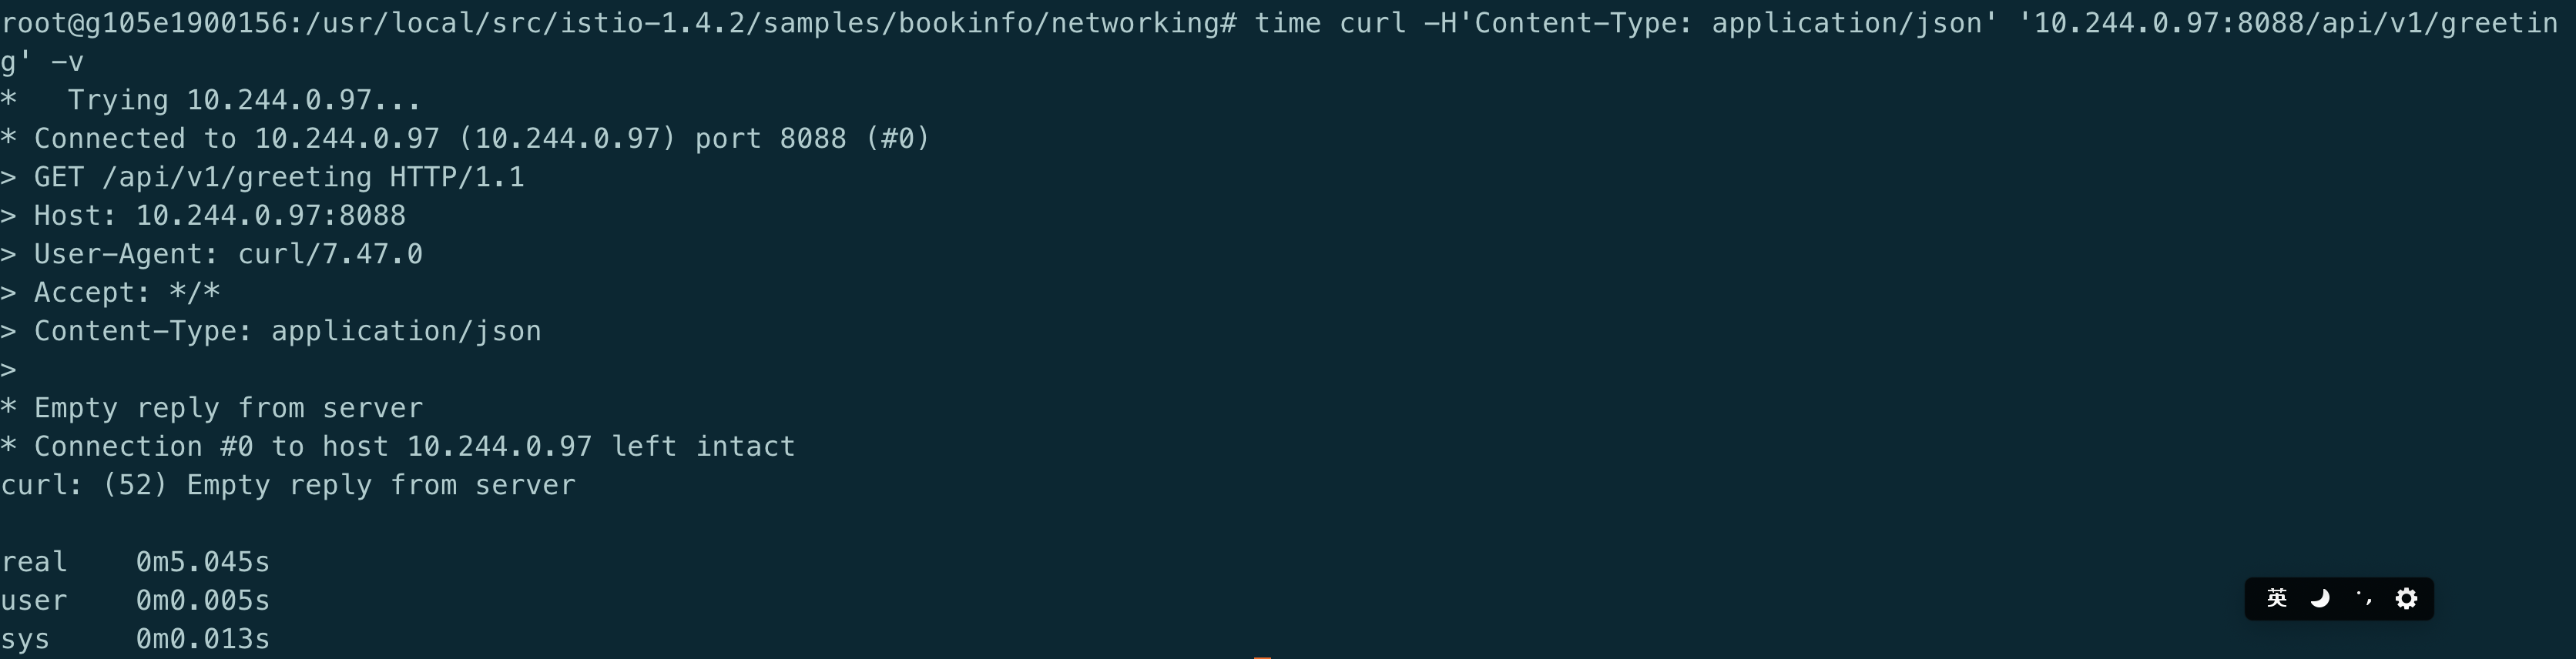 root@g105e1900156:/usr/local/src/istio-1.4.2/samples/bookinfo/networking# time curl -H'Content-Type: application/json' '10.244.0.97:8088/api/v1/greetin
g' -v
*   Trying 10.244.0.97...
* Connected to 10.244.0.97 (10.244.0.97) port 8088 (#0)
> GET /api/v1/greeting HTTP/1.1
> Host: 10.244.0.97:8088
> User-Agent: curl/7.47.0
> Accept: */*
> Content-Type: application/json
>
* Empty reply from server
* Connection #0 to host 10.244.0.97 left intact
curl: (52) Empty reply from server
real    0m5.045s
user    0m0.005s
sys     0m0.013s
英